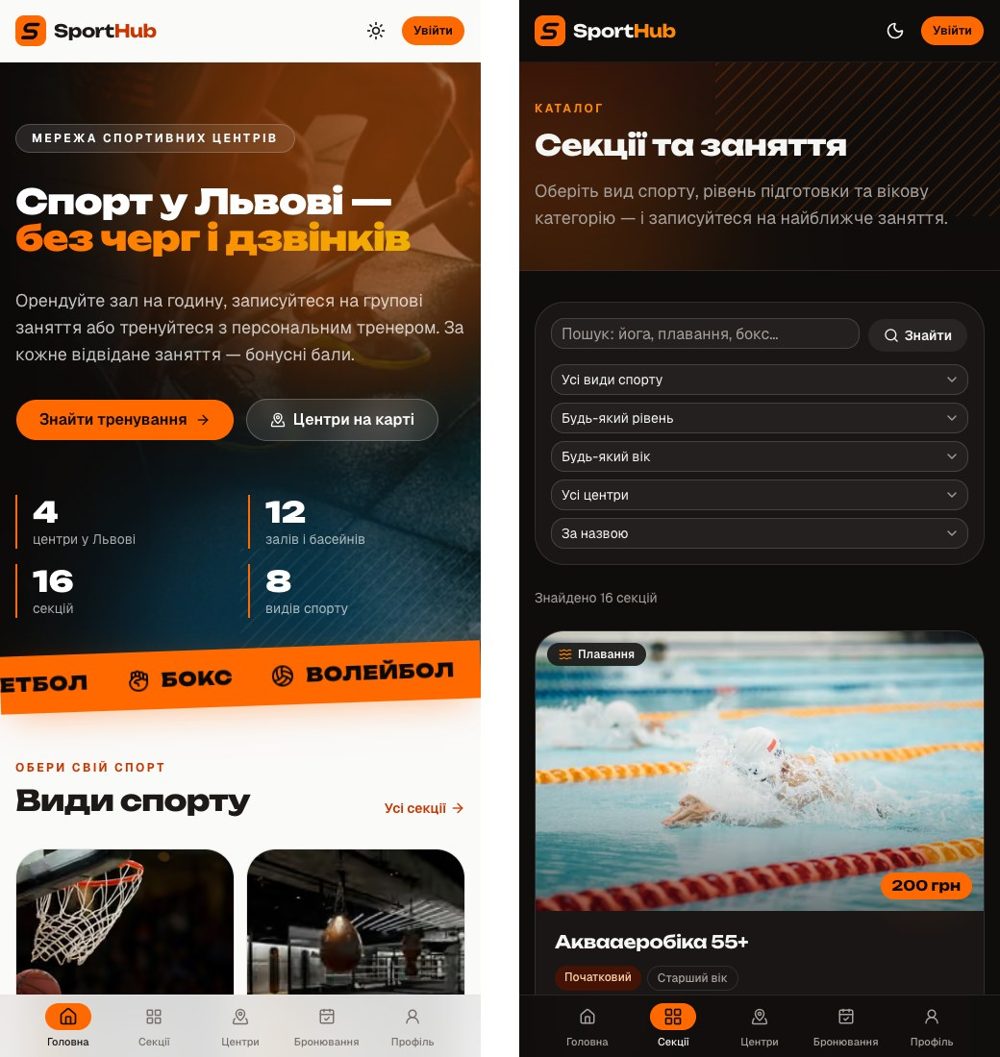 SportHub
Увійти
МЕРЕЖА СПОРТИВНИХ ЦЕНТРІВ
Спорт у Львові —
без черг і дзвінків
Орендуйте зал на годину, записуйтеся на групові
заняття або тренуйтеся з персональним тренером. За
кожне відвідане заняття — бонусні бали.
Знайти тренування
Центри на карті
4
центри у Львові
12
залів і басейнів
16
секцій
8
видів спорту
ЕТБОЛ
БОКС
ВОЛЕЙБОЛ
ОБЕРИ СВІЙ СПОРТ
Види спорту
Усі секції
Головна
Секції
Центри
Бронювання
Профіль
SportHub
Увійти
КАТАЛОГ
Секції та заняття
Оберіть вид спорту, рівень підготовки та вікову
категорію — і записуйтеся на найближче заняття.
Пошук: йога, плавання, бокс...
Знайти
Усі види спорту
Будь-який рівень
Будь-який вік
Усі центри
За назвою
Знайдено 16 секцій
Плавання
200 грн
Аквааеробіка 55+
Початковий
Старший вік
Головна
Секції
Центри
Бронювання
Профіль